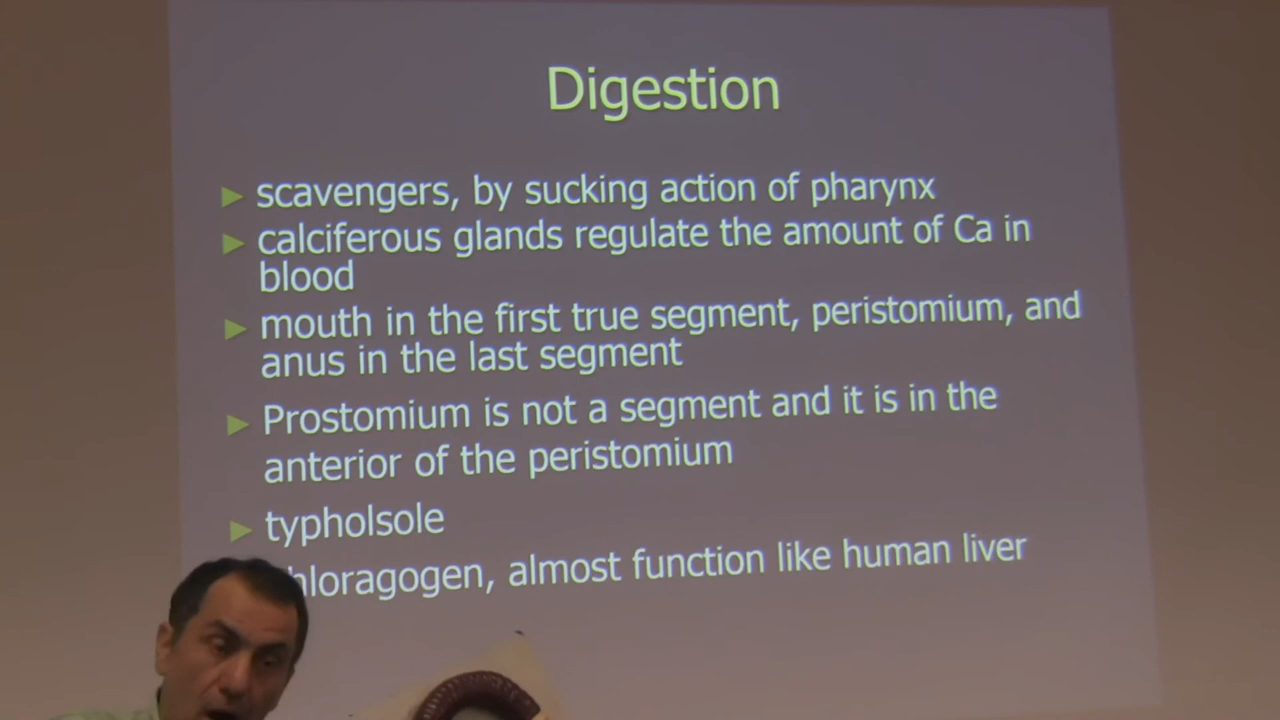 Digestion
scavengers, by sucking action of pharynx
calciferous glands regulate the amount of Ca in
blood
mouth in the first true segment, peristomium, and
anus in the last segment
Prostomium is not a segment and it is in the
anterior of the peristomium
typholsole
hloragogen, almost function like human liver